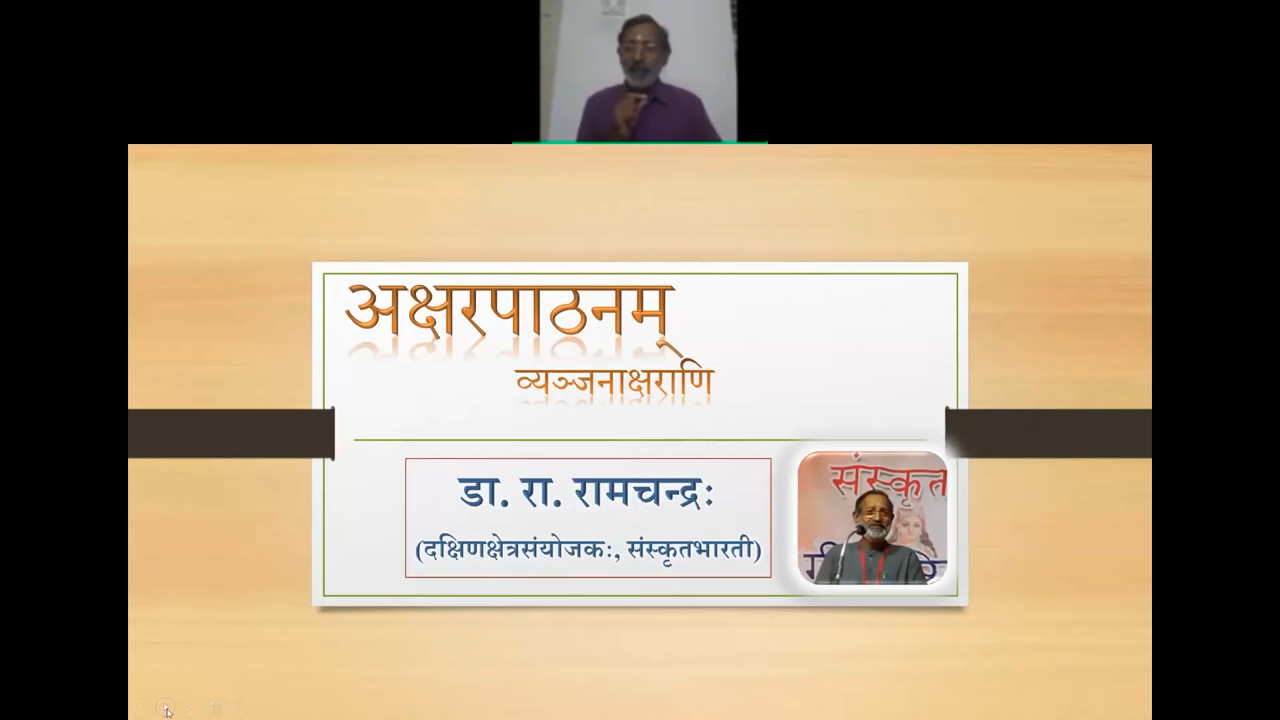 अक्षरपाठनम्
व्यञ्जनाक्षराणि
डा. रा. रामचन्द्रः
(दक्षिणक्षेत्रसंयोजकः, संस्कृतभारती)
संस्कृत